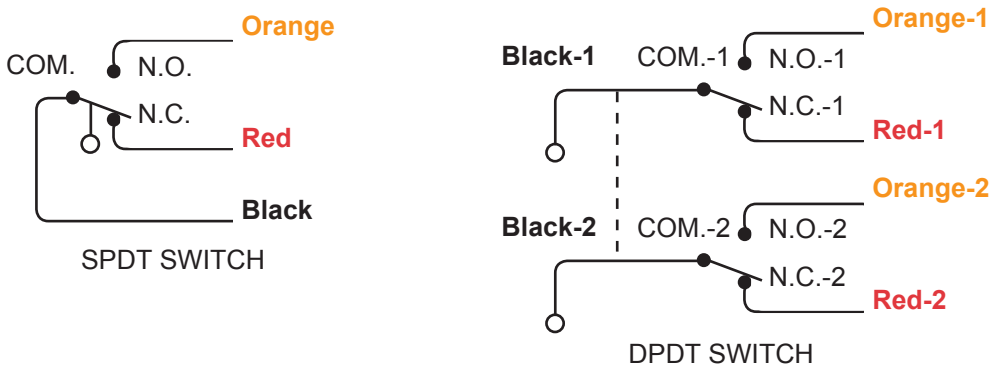 Orange
COM.
N.O.
N.C.
Red
Black
SPDT SWITCH
Orange-1
Black-1
COM.-1
N.O.-1
N.C.-1
Red-1
Orange-2
Black-2
COM.-2
N.O.-2
N.C.-2
Red-2
DPDT SWITCH